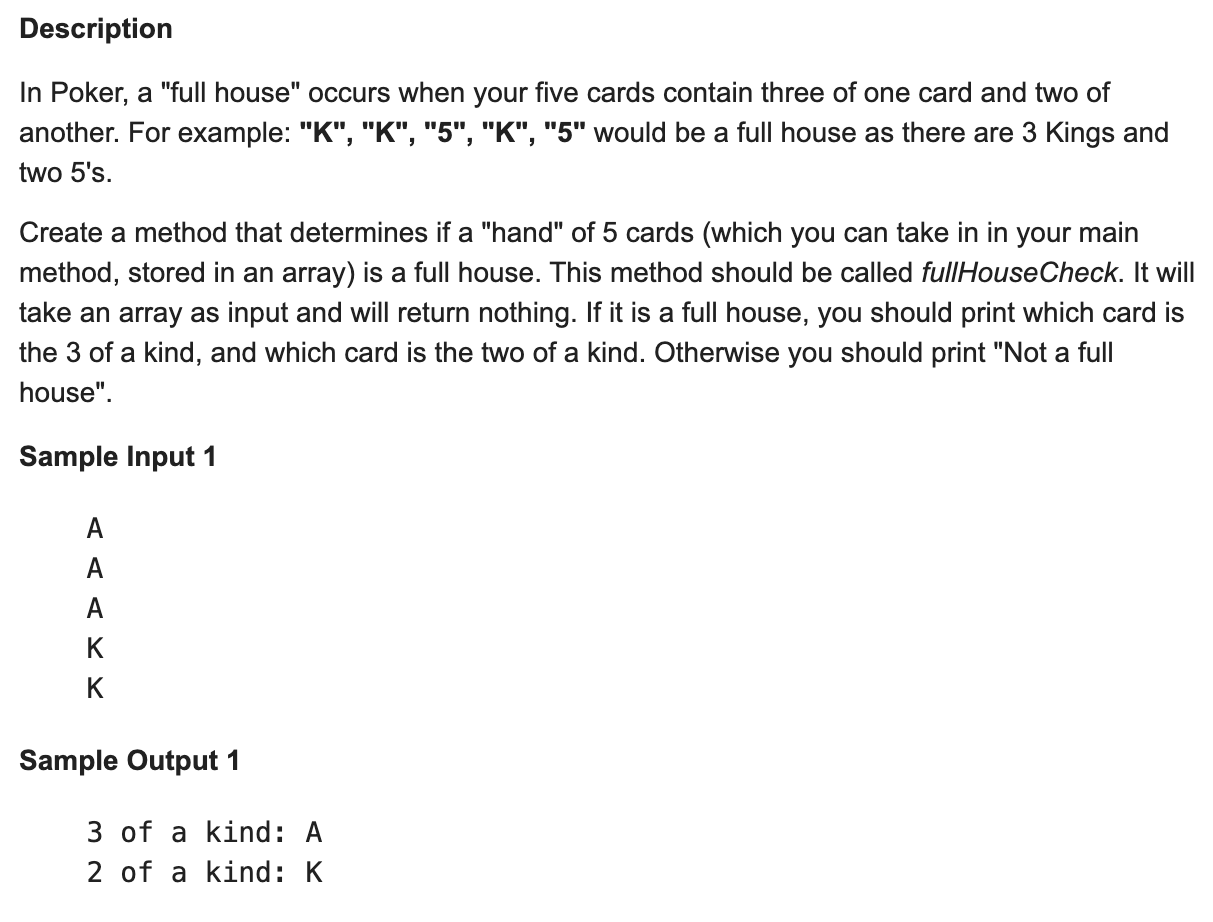 Description
In Poker, a "full house" occurs when your five cards contain three of one card and two of
another. For example: "K", "K", "5", "K", "5" would be a full house as there are 3 Kings and
two 5's.
Create a method that determines if a "hand" of 5 cards (which you can take in in your main
method, stored in an array) is a full house. This method should be called fullHouseCheck. It will
take an array as input and will return nothing. If it is a full house, you should print which card is
the 3 of a kind, and which card is the two of a kind. Otherwise you should print "Not a full
house".
Sample Input 1
A
A
A
K
K
Sample Output 1
3 of a kind: A
2 of a kind: K